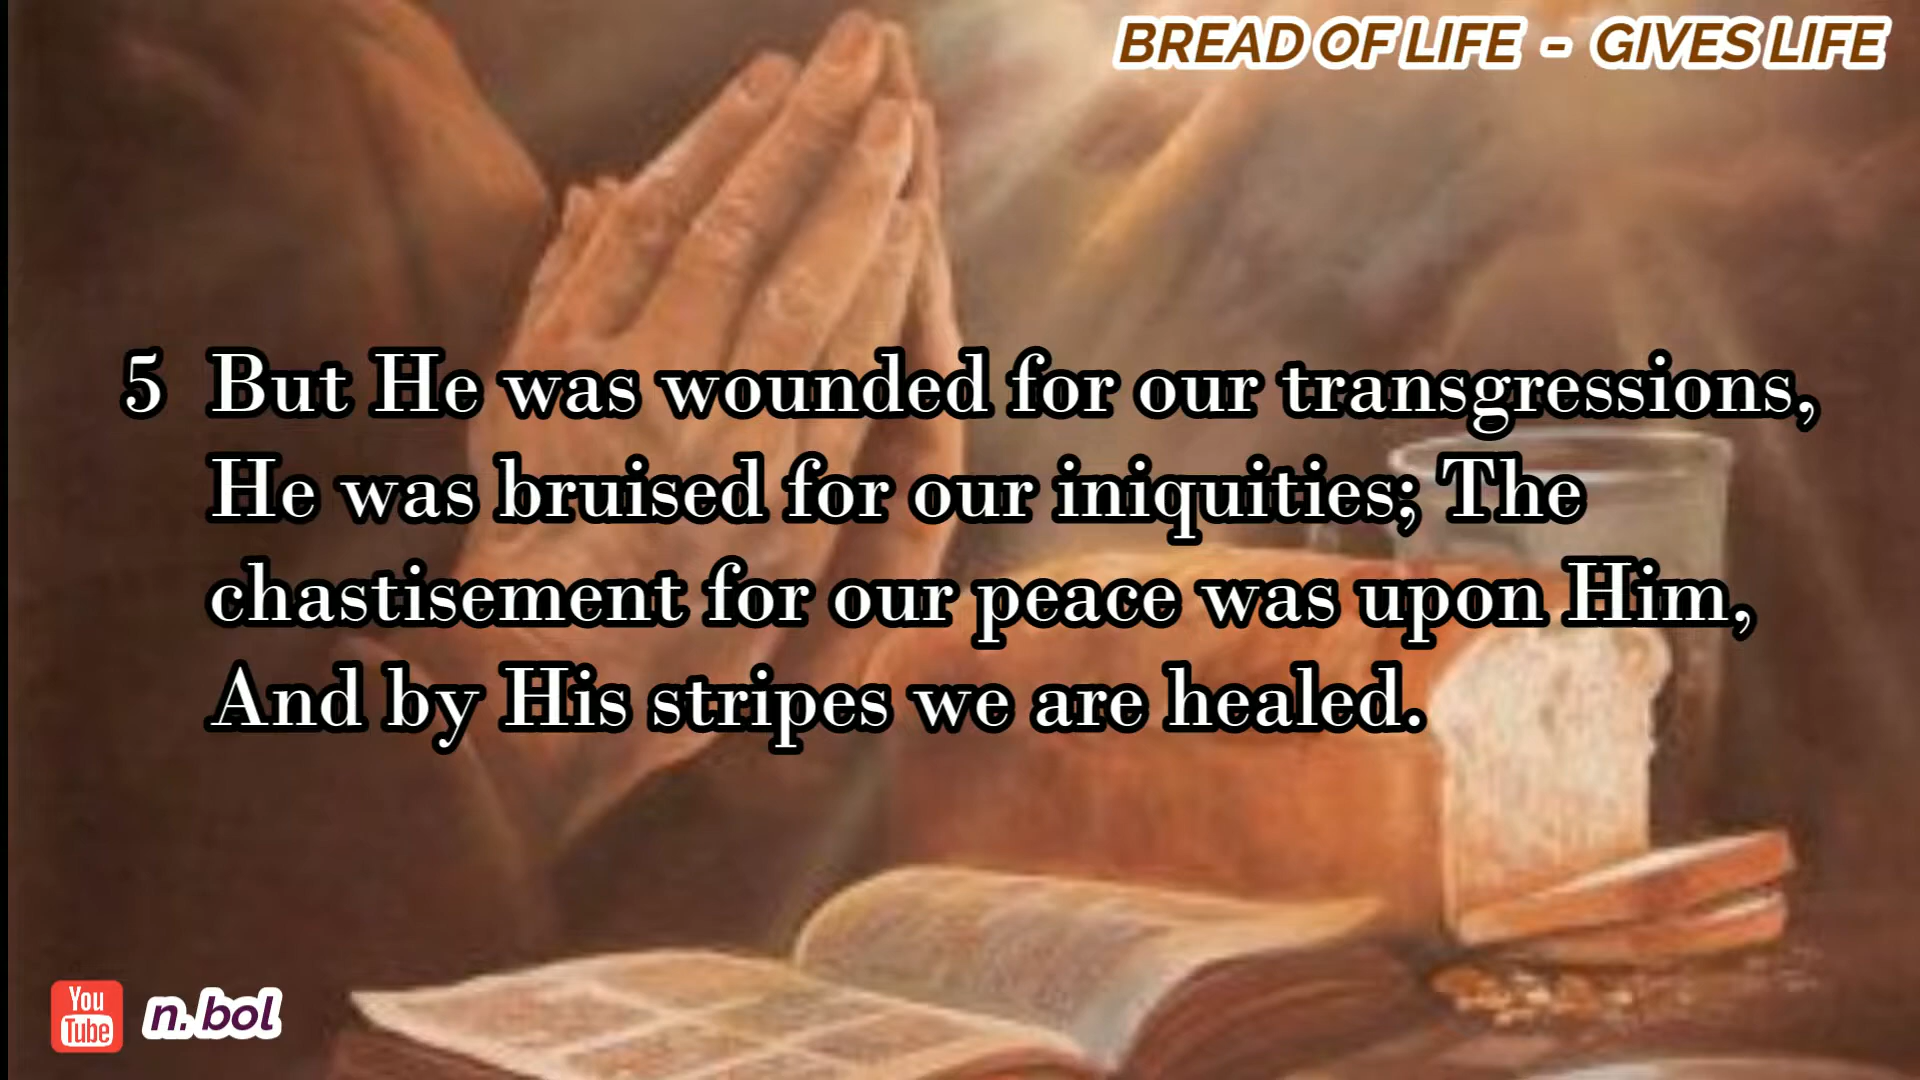 BREAD OF LIFE - GIVES LIFE
5 But He was wounded for our transgressions,
He was bruised for our iniquities; The
chastisement for our peace was upon Him,
And by His stripes we are healed.
You
Tube
n.bol